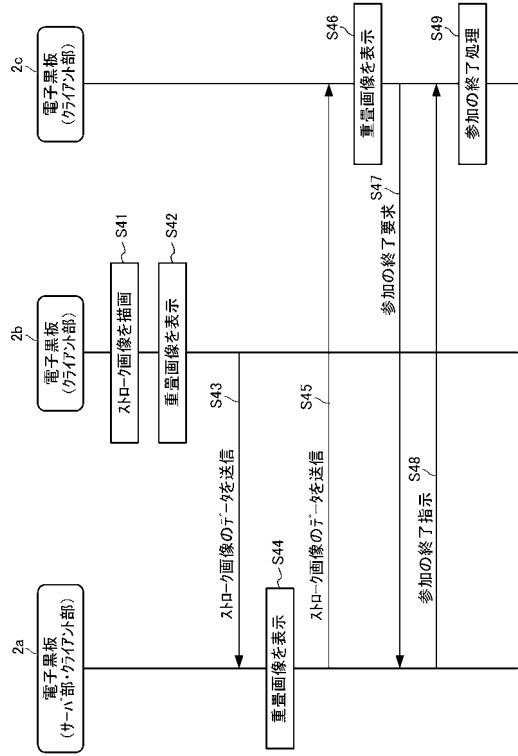 2a
電子黒板
(サーバ部・クライアント部)
2b
電子黒板
(クライアント部)
2c
電子黒板
(クライアント部)
S41
ストローク画像を描画
S42
重畳画像を表示
S43
ストローク画像のデータを送信
S44
重畳画像を表示
S45
ストローク画像のデータを送信
S46
重畳画像を表示
S47
参加の終了要求
S48
参加の終了指示
S49
参加の終了処理